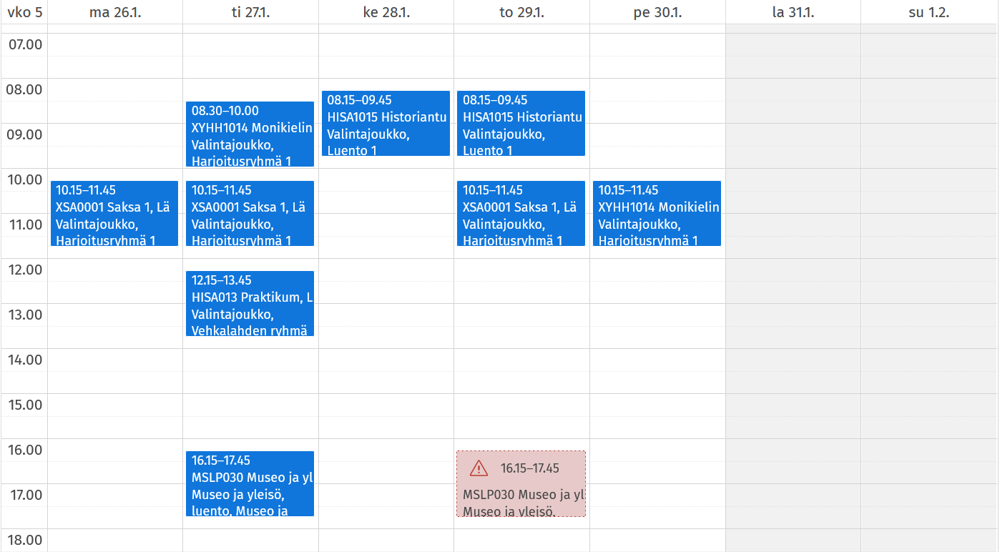 vko 5
ma 26.1.
ti 27.1.
ke 28.1.
to 29.1.
pe 30.1.
la 31.1.
su 1.2.
07.00
08.00
09.00
10.00
11.00
12.00
13.00
14.00
15.00
16.00
17.00
18.00
10.15–11.45
XSA0001 Saksa 1, Lä
Valintajoukko,
Harjoitusryhmä 1
08.30–10.00
XYHH1014 Monikielin
Valintajoukko,
Harjoitusryhmä 1
10.15–11.45
XSA0001 Saksa 1, Lä
Valintajoukko,
Harjoitusryhmä 1
12.15–13.45
HISA013 Praktikum, L
Valintajoukko,
Vehkalahden ryhmä
16.15–17.45
MSLP030 Museo ja yl
Museo ja yleisö,
luento, Museo ja
08.15–09.45
HISA1015 Historiantu
Valintajoukko,
Luento 1
08.15–09.45
HISA1015 Historiantu
Valintajoukko,
Luento 1
10.15–11.45
XSA0001 Saksa 1, Lä
Valintajoukko,
Harjoitusryhmä 1
16.15–17.45
MSLP030 Museo ja yl
Museo ja yleisö,
10.15–11.45
XYHH1014 Monikielin
Valintajoukko,
Harjoitusryhmä 1